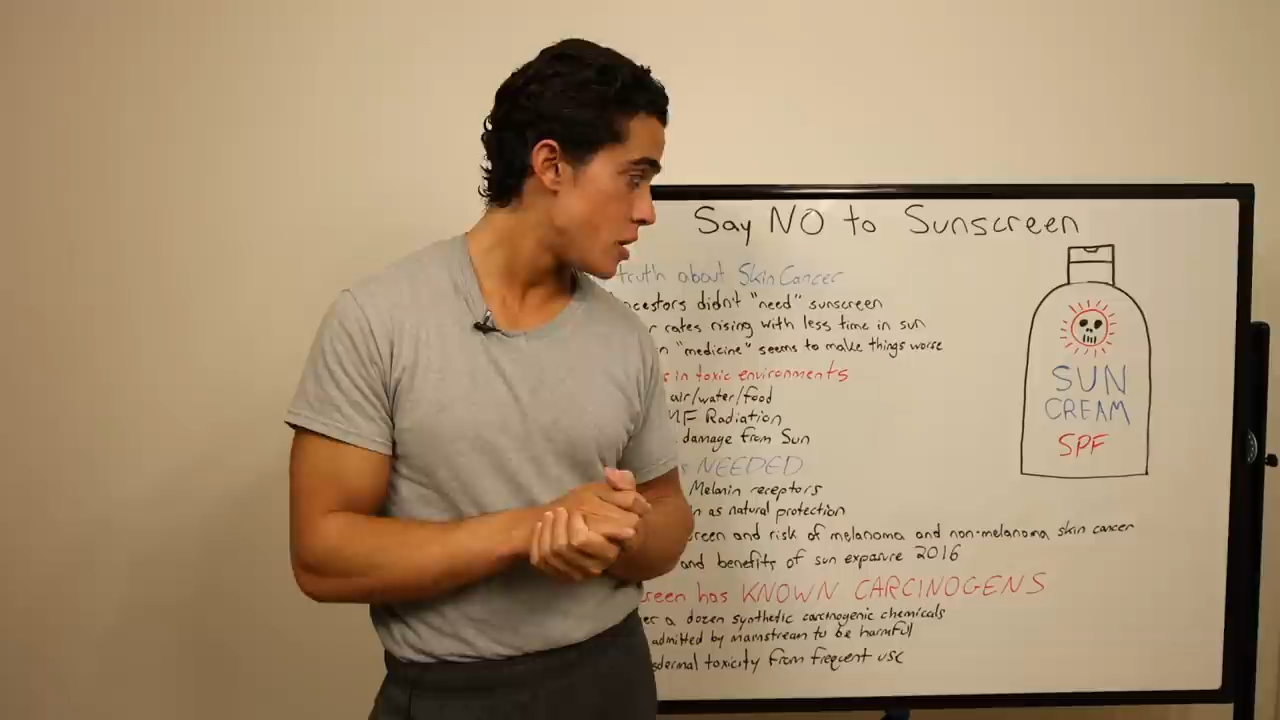 Say NO to Sunscreen
truth about Skin Cancer
ncestors didn't "need" sunscreen
r rates rising with less time in sun
n "medicine" seems to make things worse
s in toxic environments
air/water/food
MF Radiation
damage from Sun
s NEEDED
Melanin receptors
n as natural protection
reen and risk of melanoma and non-melanoma skin cancer
and benefits of sun exposure 2016
creen has KNOWN CARCINOGENS
er a dozen synthetic carcinogenic chemicals
admitted by mainstream to be harmful
sdermal toxicity from frequent use
SUN
CREAM
SPF